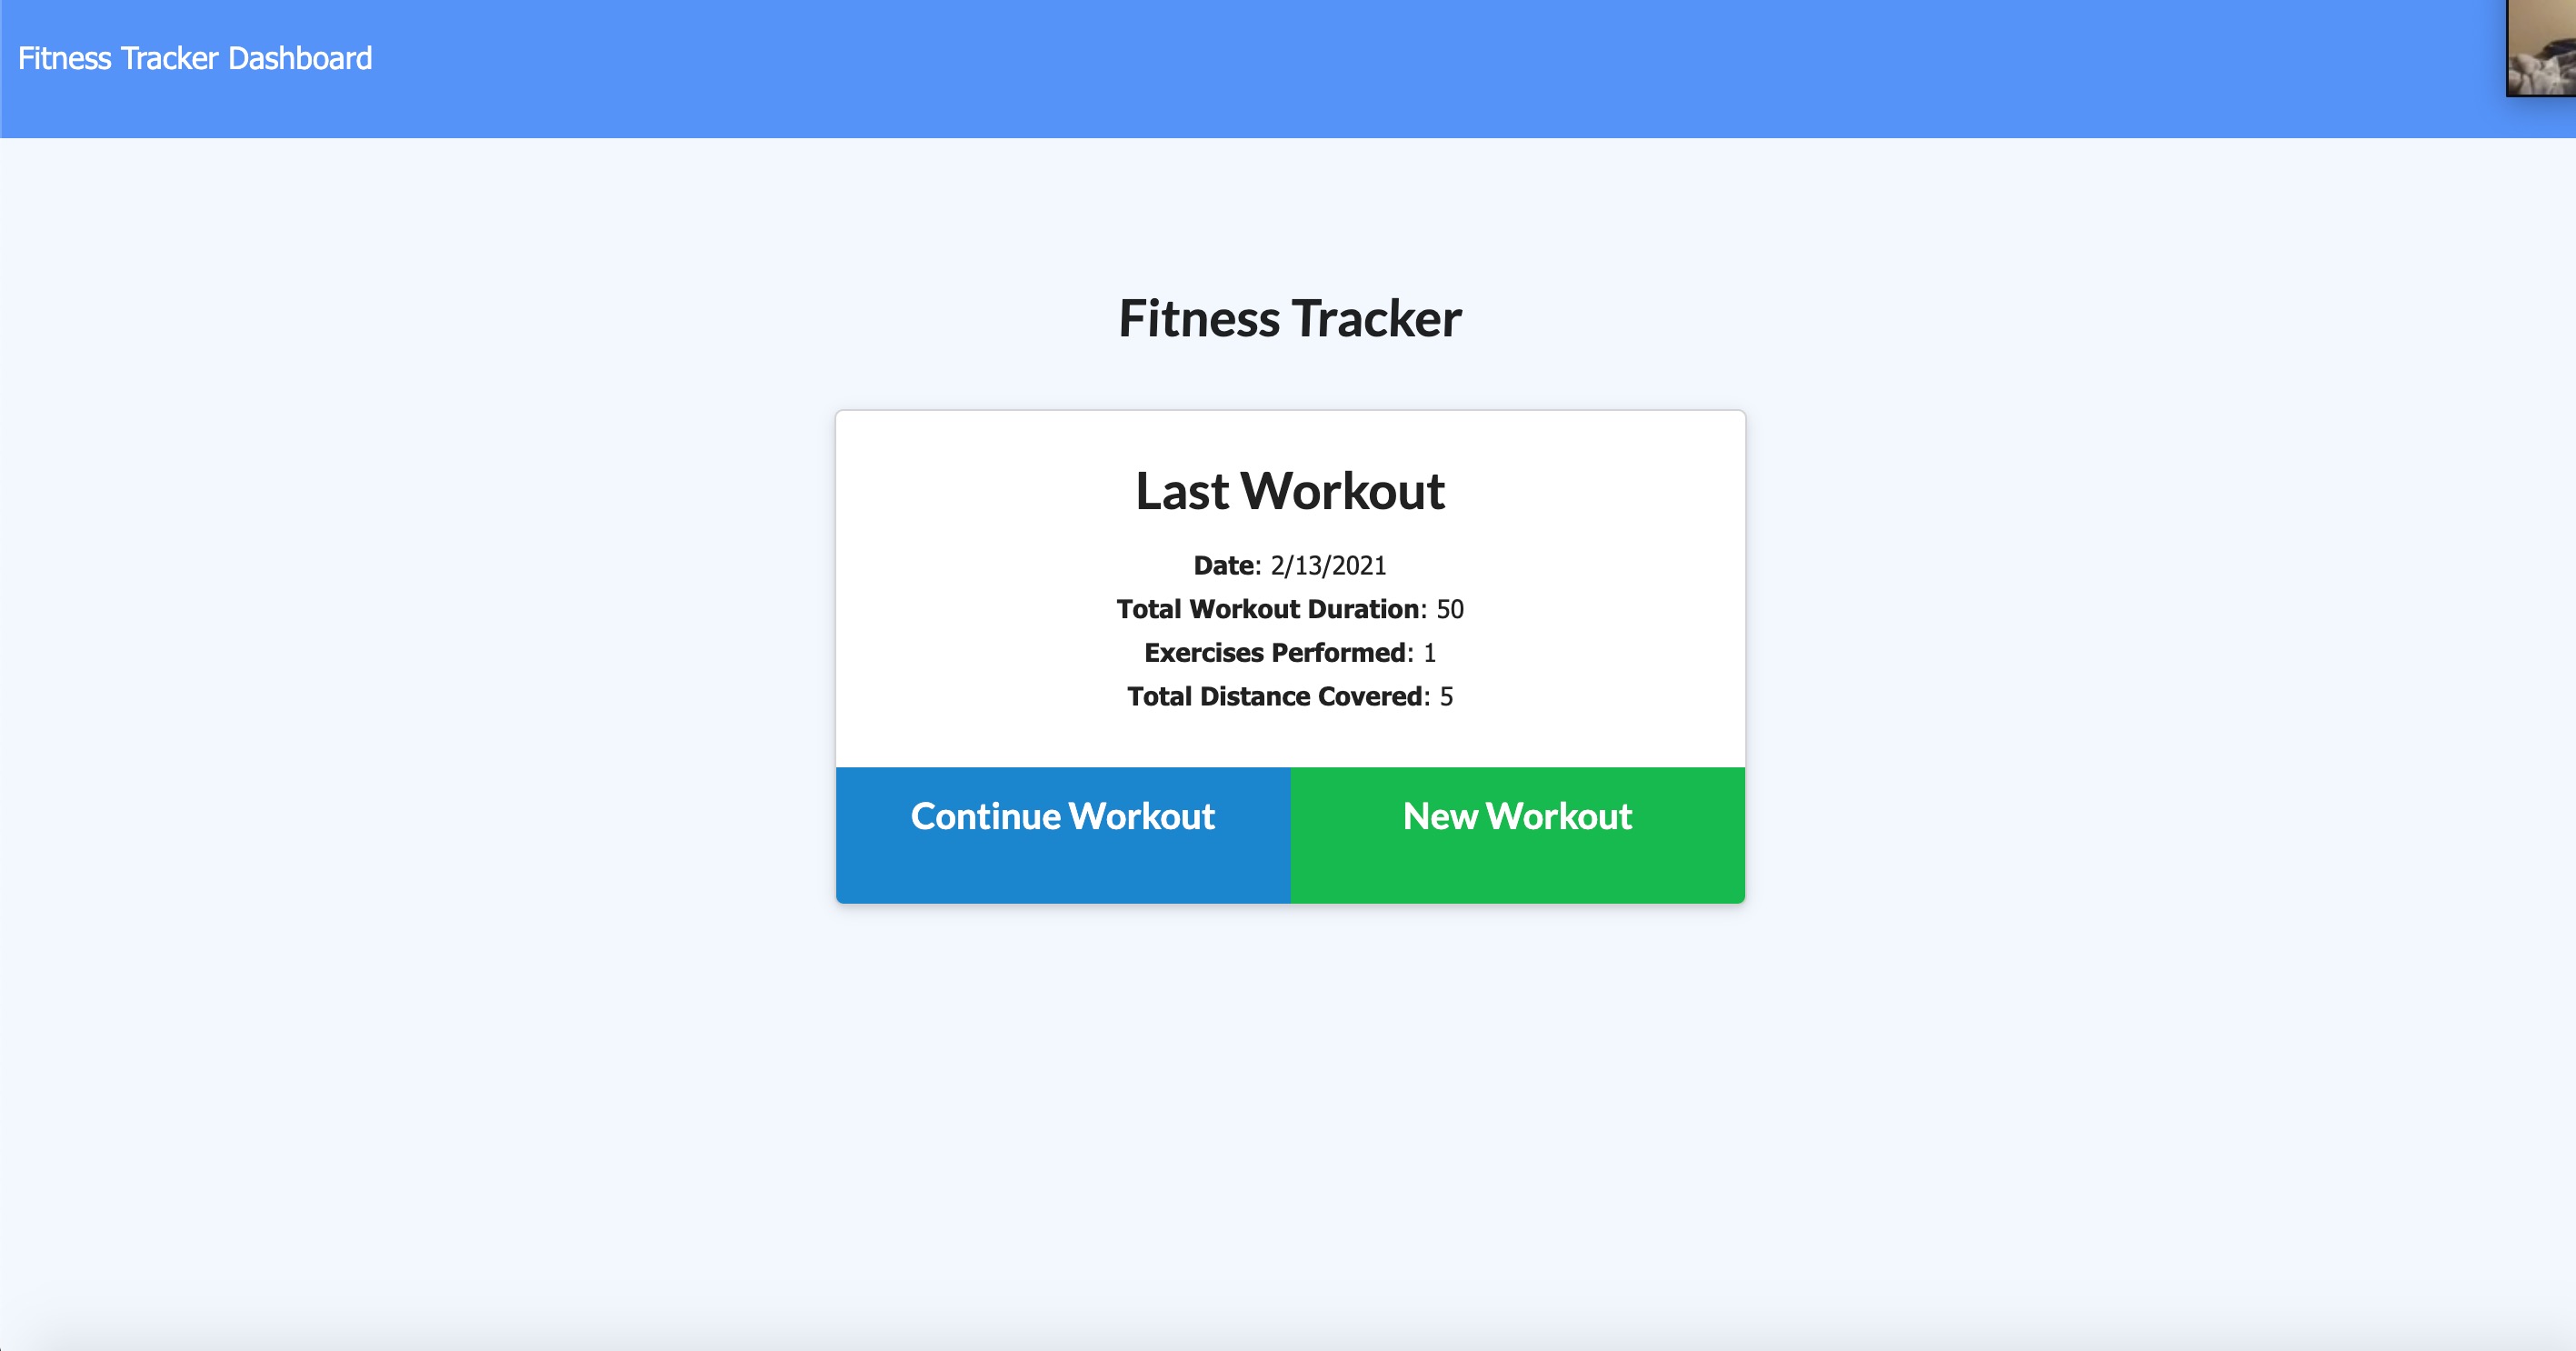 Fitness Tracker Dashboard
Fitness Tracker
Last Workout
Date: 2/13/2021
Total Workout Duration: 50
Exercises Performed: 1
Total Distance Covered: 5
Continue Workout New Workout